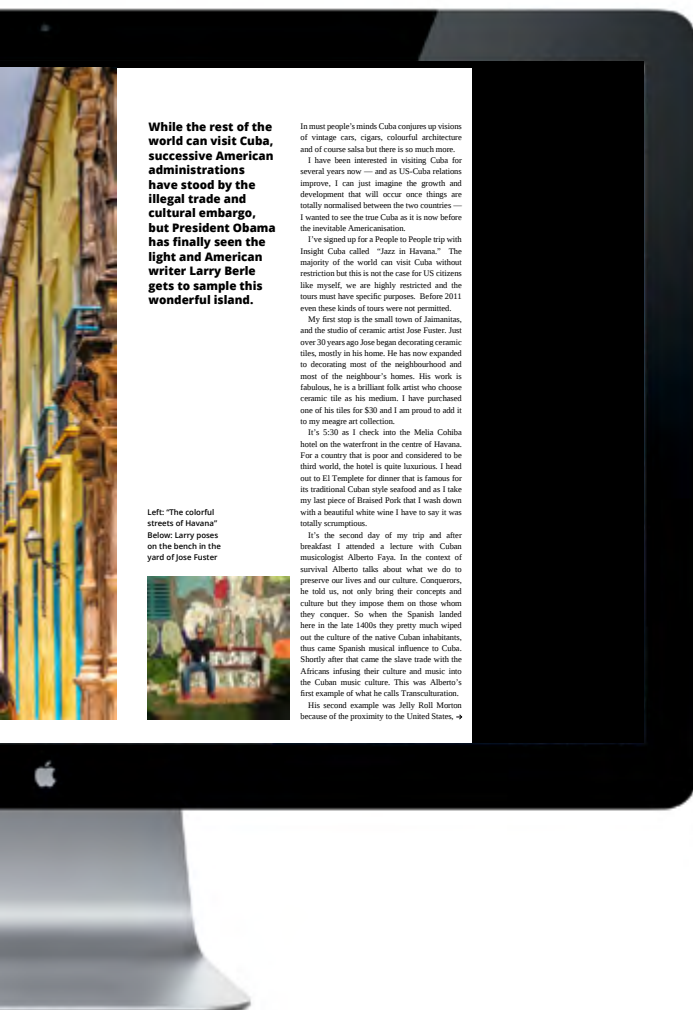 While the rest of the
world can visit Cuba,
successive American
administrations
have stood by the
illegal trade and
cultural embargo,
but President Obama
has finally seen the
light and American
writer Larry Berle
gets to sample this
wonderful island.
Left: "The colorful
streets of Havana"
Below: Larry poses
on the bench in the
yard of Jose Fuster
In must people's minds Cuba conjures up visions
of vintage cars, cigars, colourful architecture
and of course salsa but there is so much more.
I have been interested in visiting Cuba for
several years now — and as US-Cuba relations
improve, I can just imagine the growth and
development that will occur once things are
totally normalised between the two countries —
I wanted to see the true Cuba as it is now before
the inevitable Americanisation.
I've signed up for a People to People trip with
Insight Cuba called "Jazz in Havana." The
majority of the world can visit Cuba without
restriction but this is not the case for US citizens
like myself, we are highly restricted and the
tours must have specific purposes. Before 2011
even these kinds of tours were not permitted.
My first stop is the small town of Jaimanitas,
and the studio of ceramic artist Jose Fuster. Just
over 30 years ago Jose began decorating ceramic
tiles, mostly in his home. He has now expanded
to decorating most of the neighbourhood and
most of the neighbour's homes. His work is
fabulous, he is a brilliant folk artist who choose
ceramic tile as his medium. I have purchased
one of his tiles for $30 and I am proud to add it
to my meagre art collection.
It's 5:30 as I check into the Melia Cohiba
hotel on the waterfront in the centre of Havana.
For a country that is poor and considered to be
third world, the hotel is quite luxurious. I head
out to El Templete for dinner that is famous for
its traditional Cuban style seafood and as I take
my last piece of Braised Pork that I wash down
with a beautiful white wine I have to say it was
totally scrumptious.
It's the second day of my trip and after
breakfast I attended a lecture with Cuban
musicologist Alberto Faya. In the context of
survival Alberto talks about what we do to
preserve our lives and our culture. Conquerors,
he told us, not only bring their concepts and
culture but they impose them on those whom
they conquer. So when the Spanish landed
here in the late 1400s they pretty much wiped
out the culture of the native Cuban inhabitants,
thus came Spanish musical influence to Cuba.
Shortly after that came the slave trade with the
Africans infusing their culture and music into
the Cuban music culture. This was Alberto's
first example of what he calls Transculturation.
His second example was Jelly Roll Morton
because of the proximity to the United States, →